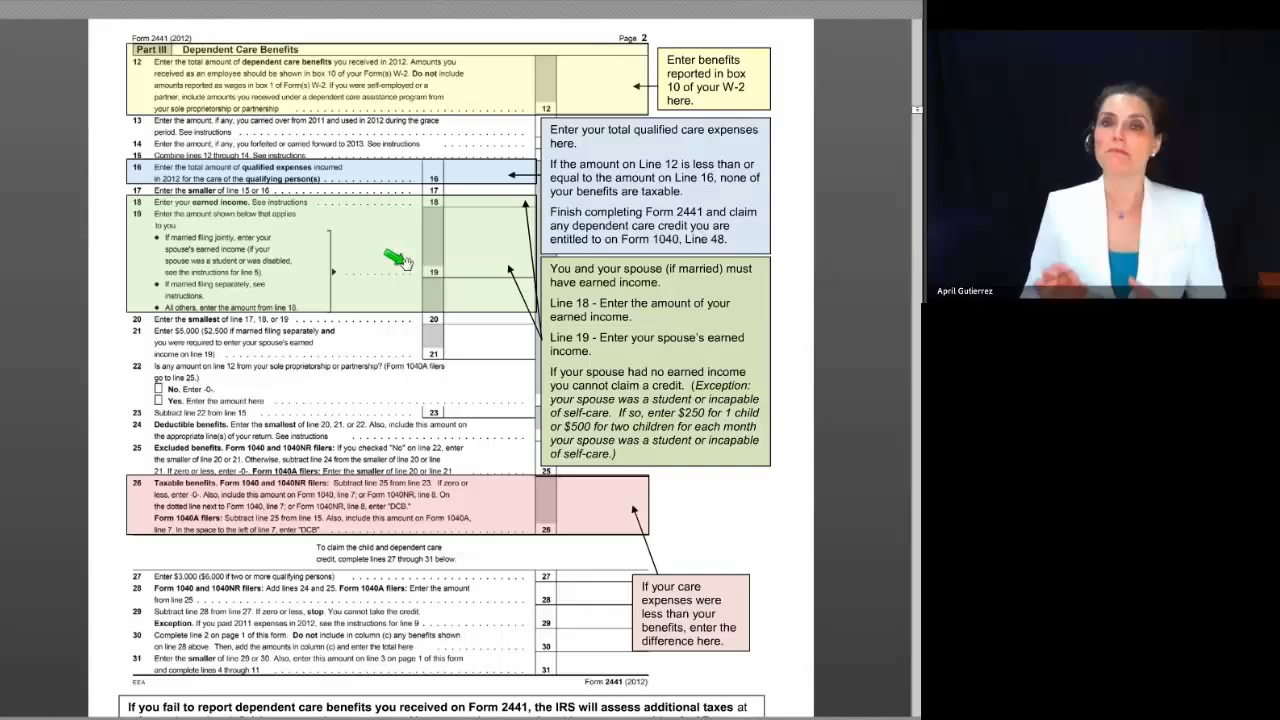 Form 2441 (2012) Page 2
Part III Dependent Care Benefits
12 Enter the total amount of dependent care benefits you received in 2012. Amounts you
received as an employee should be shown in box 10 of your Form(s) W-2. Do not include
amounts reported as wages in box 1 of Form(s) W-2. If you were self-employed or a
partner, include amounts you received under a dependent care assistance program from
your sole proprietorship or partnership . . . . . . . . . . . . . . . . . . . . 12
Enter benefits
reported in box
10 of your W-2
here.
13 Enter the amount, if any, you carried over from 2011 and used in 2012 during the grace
period. See instructions . . . . . . . . . . . . . . . . . . . . . . . .
14 Enter the amount, if any, you forfeited or carried forward to 2013. See instructions . . . . . . .
15 Combine lines 12 through 14. See instructions . . . . . . . . . . . . . . . . . . .
16 Enter the total amount of qualified expenses incurred
in 2012 for the care of the qualifying person(s) . . . . . . . . . 16
17 Enter the smaller of line 15 or 16 . . . . . . . . . . . . . . 17
18 Enter your earned income. See instructions . . . . . . . . . . 18
19 Enter the amount shown below that applies
to you.
● If married filing jointly, enter your
spouse's earned income (if your
spouse was a student or was disabled,
see the instructions for line 5).
● If married filing separately, see
instructions.
● All others, enter the amount from line 18.
. . . . . . . 19
Enter your total qualified care expenses
here.
If the amount on Line 12 is less than or
equal to the amount on Line 16, none of
your benefits are taxable.
Finish completing Form 2441 and claim
any dependent care credit you are
entitled to on Form 1040, Line 48.
You and your spouse (if married) must
have earned income.
Line 18 - Enter the amount of your
earned income.
Line 19 - Enter your spouse's earned
income.
If your spouse had no earned income
you cannot claim a credit. (Exception:
your spouse was a student or incapable
of self-care. If so, enter $250 for 1 child
or $500 for two children for each month
your spouse was a student or incapable
of self-care.)
20 Enter the smallest of line 17, 18, or 19 . . . . . . . . . . . . 20
21 Enter $5,000 ($2,500 if married filing separately and
you were required to enter your spouse's earned
income on line 19) . . . . . . . . . . . . . . . . . 21
22 Is any amount on line 12 from your sole proprietorship or partnership? (Form 1040A filers
go to line 25.)
No. Enter -0-.
Yes. Enter the amount here . . . . . . . . . . . . . . . . . . . . . .
23 Subtract line 22 from line 15 . . . . . . . . . . . . . . 23
24 Deductible benefits. Enter the smallest of line 20, 21, or 22. Also, include this amount on
the appropriate line(s) of your return. See instructions . . . . . . . . . . . . . . .
25 Excluded benefits. Form 1040 and 1040NR filers: If you checked "No" on line 22, enter
the smaller of line 20 or 21. Otherwise, subtract line 24 from the smaller of line 20 or line
21. If zero or less, enter -0-. Form 1040A filers: Enter the smaller of line 20 or line 21 . . . . . . 25
26 Taxable benefits. Form 1040 and 1040NR filers: Subtract line 25 from line 23. If zero or
less, enter -0-. Also, include this amount on Form 1040, line 7; or Form 1040NR, line 8. On
the dotted line next to Form 1040, line 7; or Form 1040NR, line 8, enter "DCB."
Form 1040A filers: Subtract line 25 from line 15. Also, include this amount on Form 1040A,
line 7. In the space to the left of line 7, enter "DCB" . . . . . . . . . . . . . . . . . 26
To claim the child and dependent care
credit, complete lines 27 through 31 below.
27 Enter $3,000 ($6,000 if two or more qualifying persons) . . . . . . . . . . . . . . . 27
28 Form 1040 and 1040NR filers: Add lines 24 and 25. Form 1040A filers: Enter the amount
from line 25 . . . . . . . . . . . . . . . . . . . . . . . . . . . . 28
29 Subtract line 28 from line 27. If zero or less, stop. You cannot take the credit.
Exception. If you paid 2011 expenses in 2012, see the instructions for line 9 . . . . . . . . . 29
30 Complete line 2 on page 1 of this form. Do not include in column (c) any benefits shown
on line 28 above. Then, add the amounts in column (c) and enter the total here . . . . . . . . 30
31 Enter the smaller of line 29 or 30. Also, enter this amount on line 3 on page 1 of this form
and complete lines 4 through 11 . . . . . . . . . . . . . . . . . . . . . . . 31
If your care
expenses were
less than your
benefits, enter the
difference here.
EEA Form 2441 (2012)
If you fail to report dependent care benefits you received on Form 2441, the IRS will assess additional taxes at
April Gutierrez